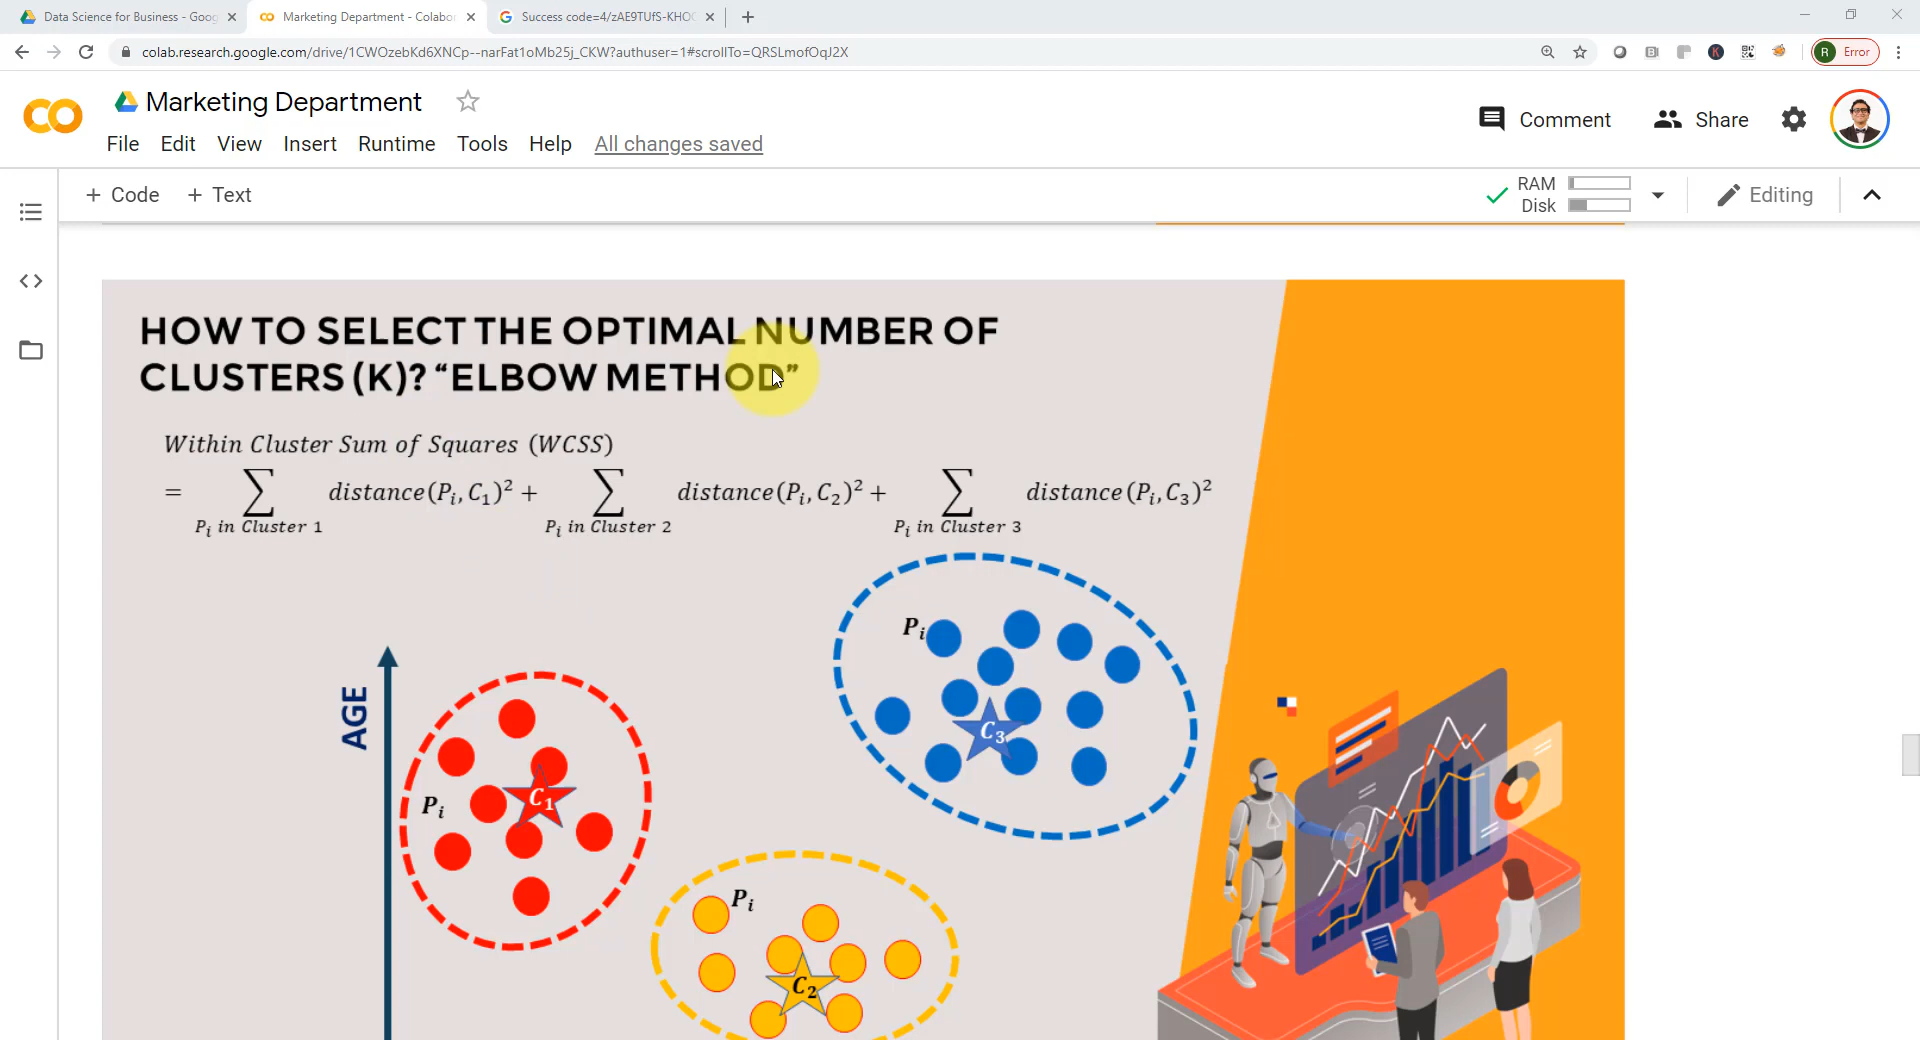 Data Science for Business - Goog
Marketing Department - Colabor
Success code=4/zAE9TUfS-KHO
colab.research.google.com/drive/1CWOzebKd6XNCp--narFat1oMb25j_CKW?authuser=1#scrollTo=QRSLmofOqJ2X
R Error
Marketing Department
File Edit View Insert Runtime Tools Help All changes saved
Comment
Share
+ Code + Text
RAM
Disk
Editing
HOW TO SELECT THE OPTIMAL NUMBER OF
CLUSTERS (K)? “ELBOW METHOD”
Within Cluster Sum of Squares (WCSS)
= ∑ distance(Pᵢ, C₁)² + ∑ distance(Pᵢ, C₂)² + ∑ distance(Pᵢ, C₃)²
Pᵢ in Cluster 1 Pᵢ in Cluster 2 Pᵢ in Cluster 3
AGE
Pᵢ
C₃
Pᵢ
C₁
Pᵢ
C₂